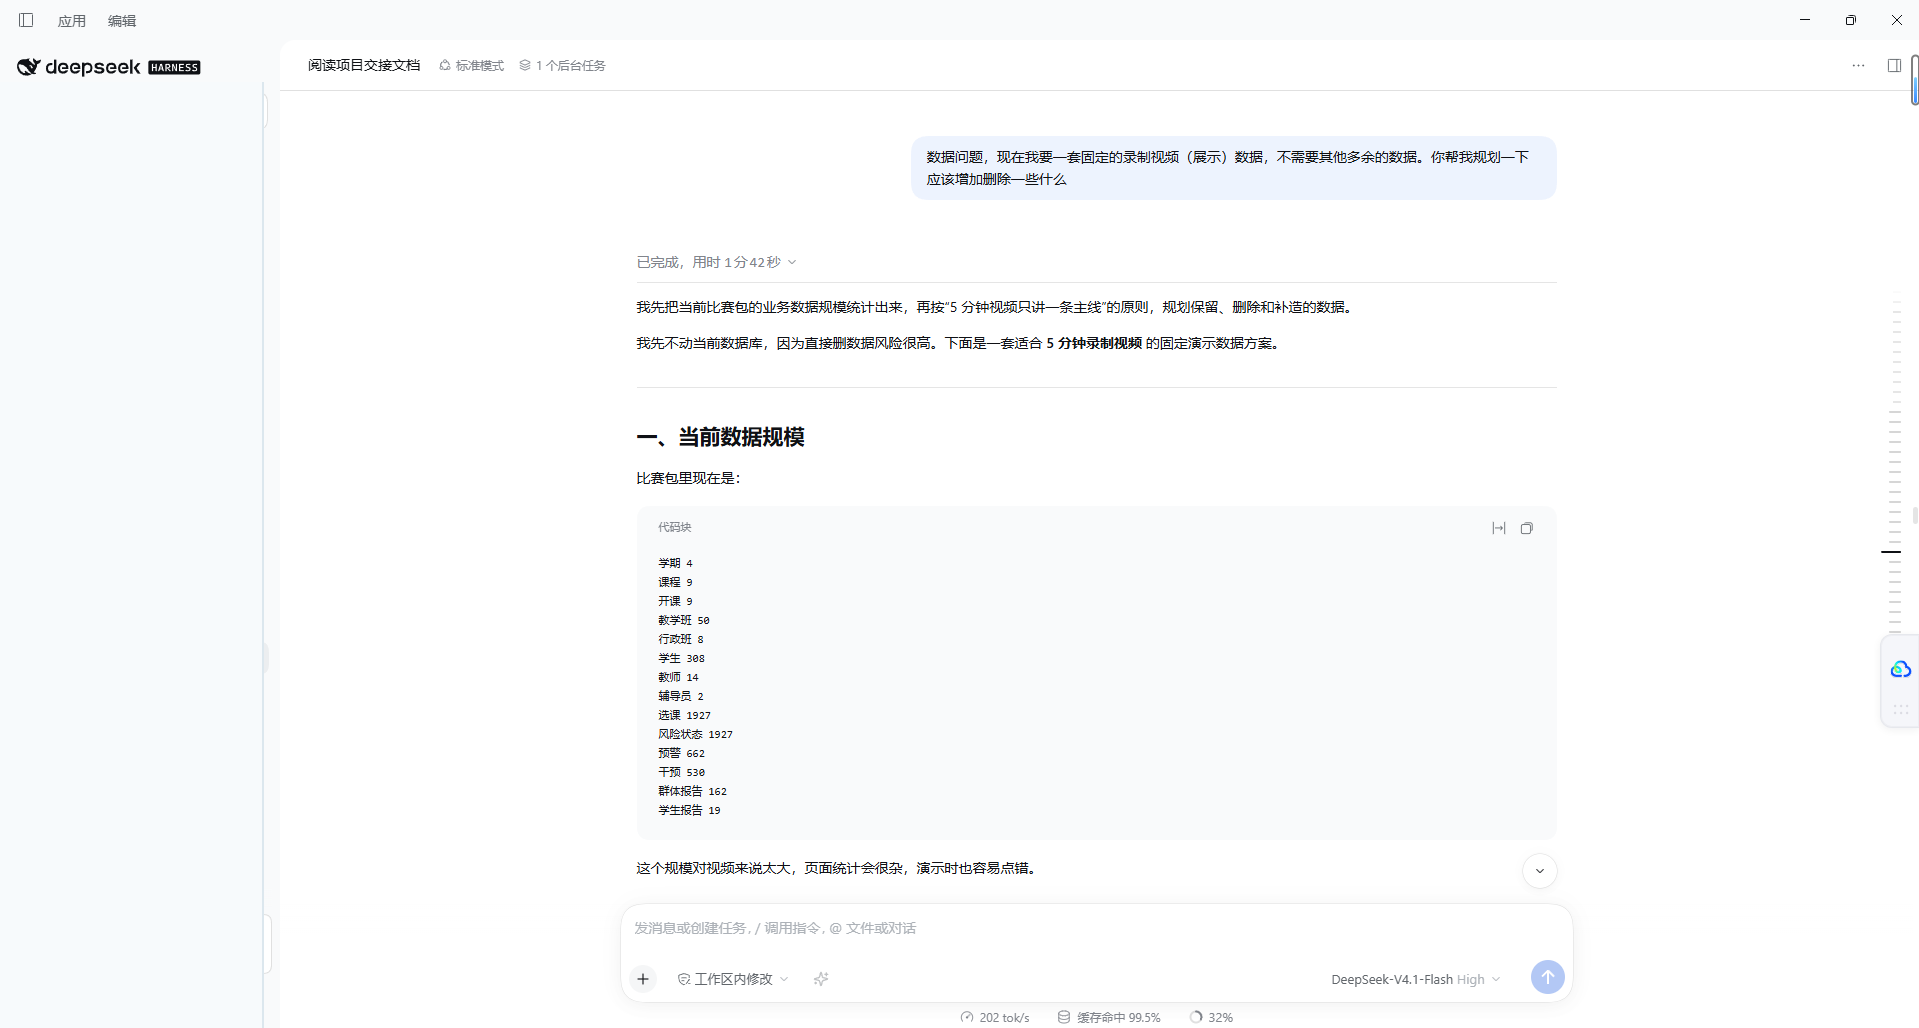 应用 编辑
deepseek HARNESS
阅读项目交接文档 标准模式 1 个后台任务
数据问题，现在我要一套固定的录制视频（展示）数据，不需要其他多余的数据。你帮我规划一下
应该增加删除一些什么
已完成，用时 1分42秒
我先把当前比赛包的业务数据规模统计出来，再按“5 分钟视频只讲一条主线”的原则，规划保留、删除和补造的数据。
我先不动当前数据库，因为直接删数据风险很高。下面是一套适合 5 分钟录制视频 的固定演示数据方案。
一、当前数据规模
比赛包里现在是：
代码块
学期 4
课程 9
开课 9
教学班 50
行政班 8
学生 308
教师 14
辅导员 2
选课 1927
风险状态 1927
预警 662
干预 530
群体报告 162
学生报告 19
这个规模对视频来说太大，页面统计会很杂，演示时也容易点错。
发消息或创建任务，/ 调用指令，@ 文件或对话
工作区内修改 DeepSeek-V4.1-Flash High
202 tok/s 缓存命中 99.5% 32%